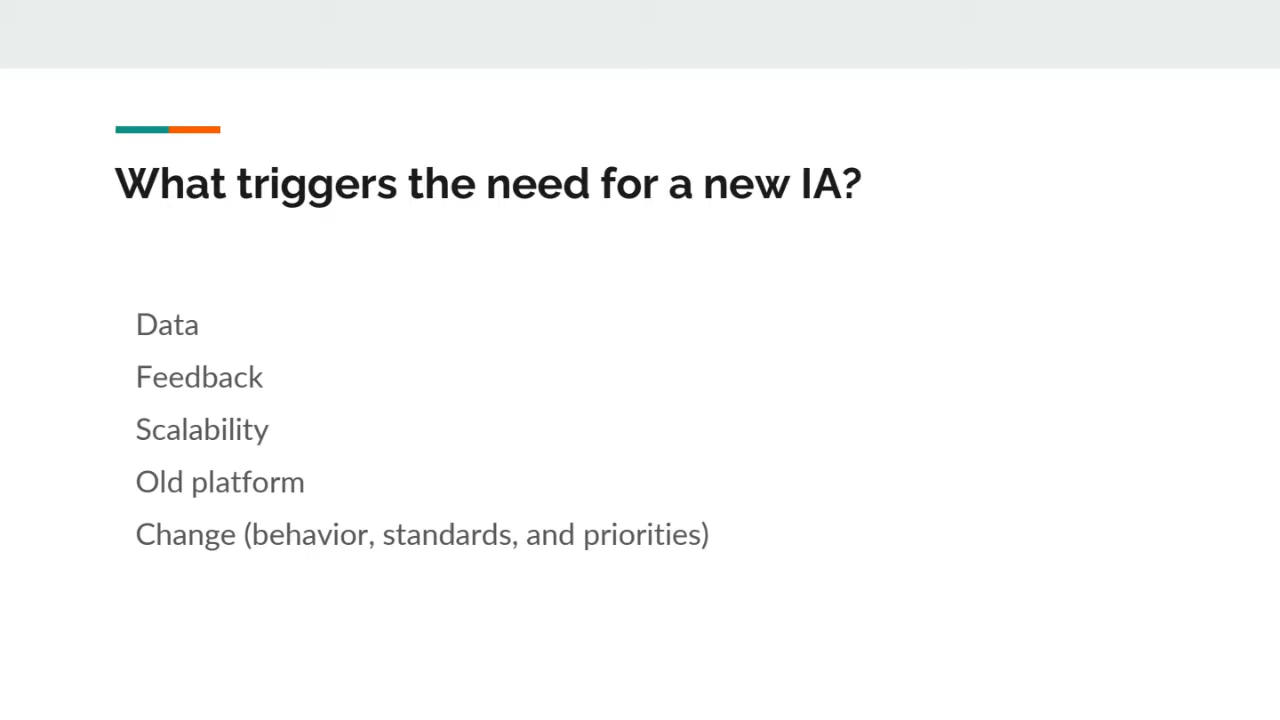 What triggers the need for a new IA?
Data
Feedback
Scalability
Old platform
Change (behavior, standards, and priorities)